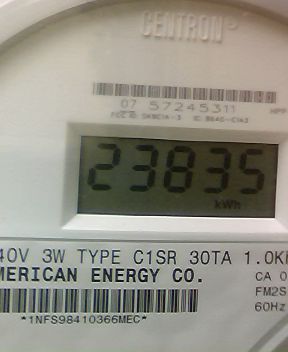 CENTRON
07 57245311
23835
kWh
40V 3W TYPE C1SR 30TA 1.0K
MERICAN ENERGY CO.
CA 0
FM2S
60Hz
*1NFS98410366MEC*